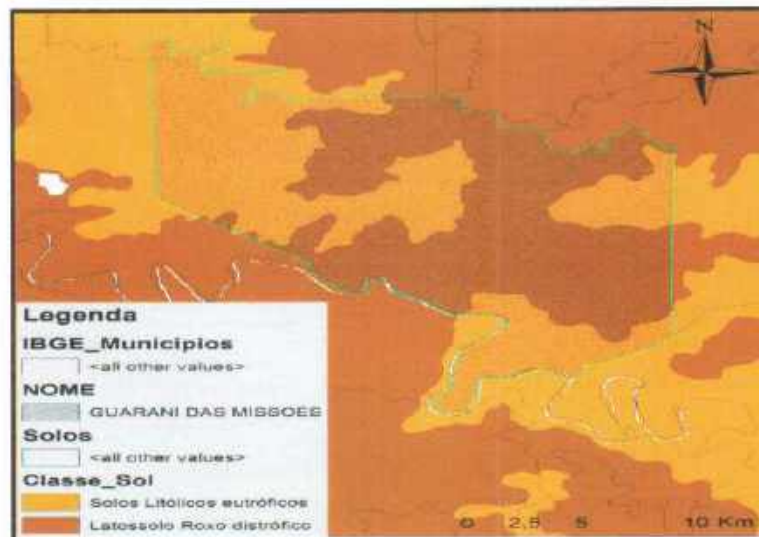 N
Legenda
IBGE_Municipios
<all other values>
NOME
GUARANI DAS MISSOES
Solos
<all other values>
Classe_Sol
Solos Litólicos eutróficos
Latossolo Roxo distrófico
0 2,5 5 10 Km